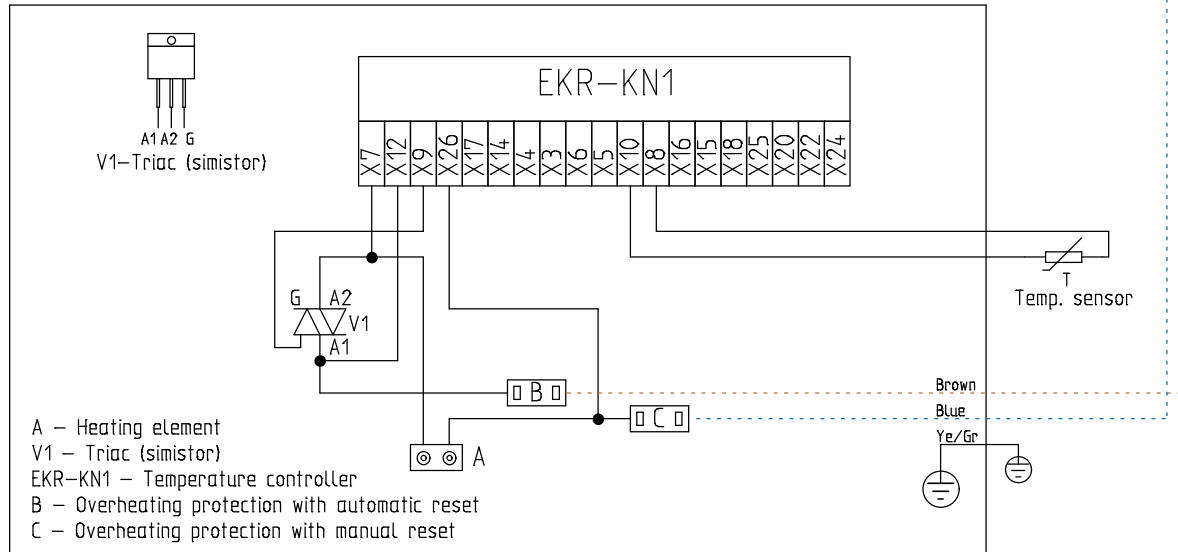 EKR-KN1
X7 X12 X9 X26 X17 X14 X4 X3 X6 X5 X10 X8 X16 X15 X18 X25 X20 X22 X24
A1 A2 G
V1-Triac (simistor)
T
Temp. sensor
G A2
V1
A1
B
Brown
C
Blue
Ye/Gr
A
A - Heating element
V1 - Triac (simistor)
EKR-KN1 - Temperature controller
B - Overheating protection with automatic reset
C - Overheating protection with manual reset